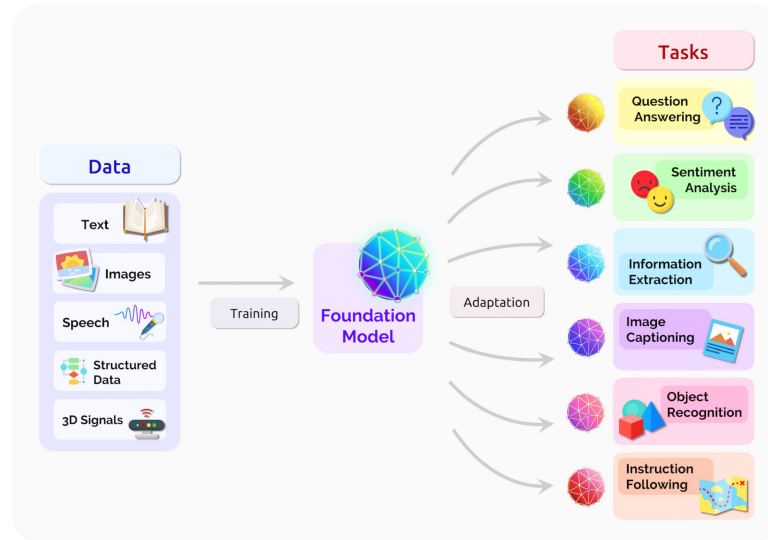 Data
Text
Images
Speech
Structured
Data
3D Signals
Training
Foundation
Model
Adaptation
Tasks
Question
Answering
Sentiment
Analysis
Information
Extraction
Image
Captioning
Object
Recognition
Instruction
Following